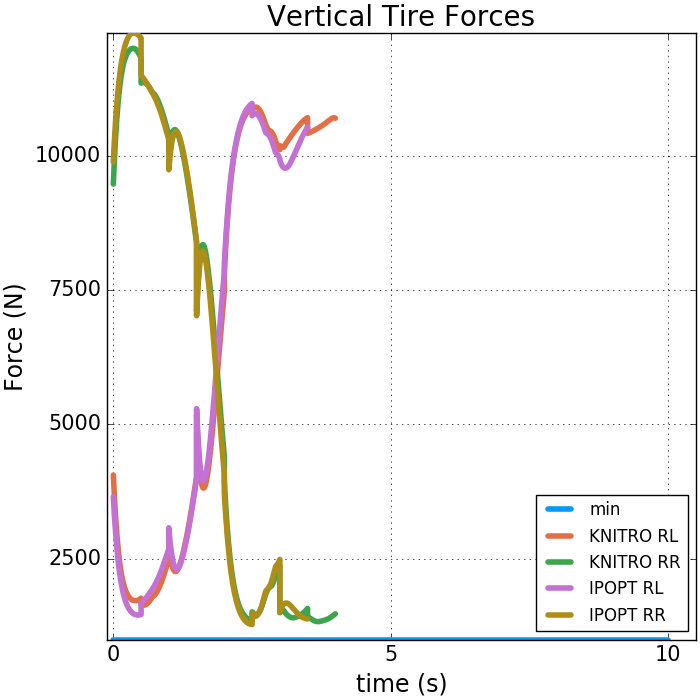 Vertical Tire Forces
Force (N)
10000
7500
5000
2500
0
5
10
time (s)
min
KNITRO RL
KNITRO RR
IPOPT RL
IPOPT RR